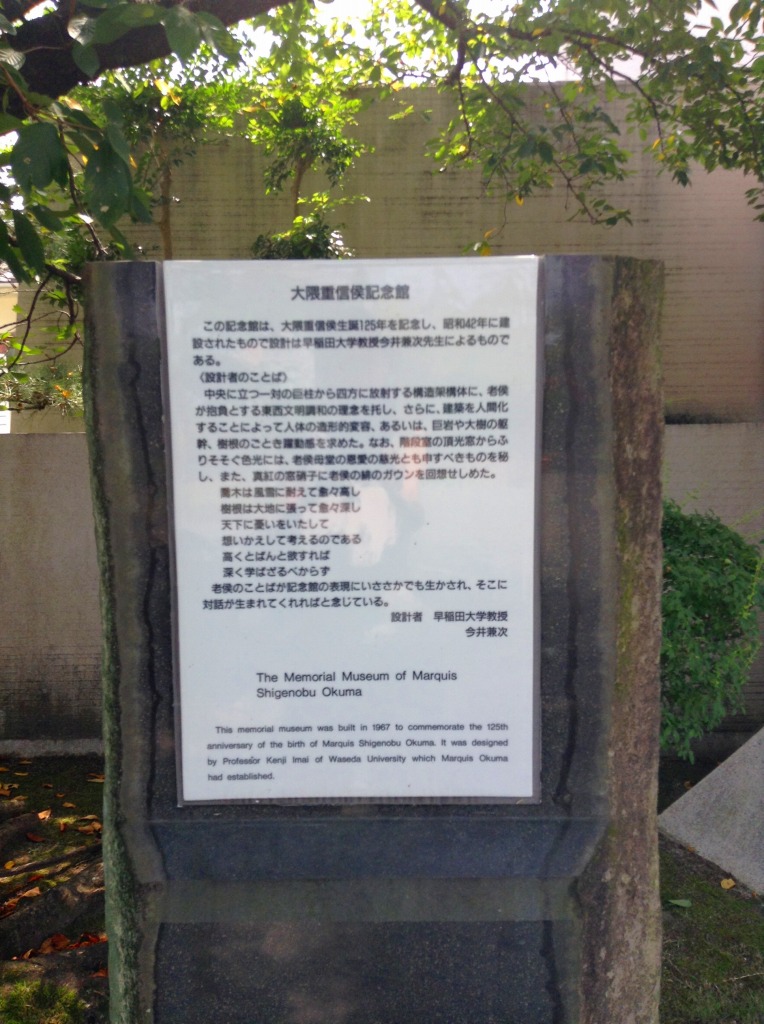 大隈重信侯記念館
この記念館は、大隈重信侯生誕125年を記念し、昭和42年に建
設されたもので設計は早稲田大学教授今井兼次先生によるもので
ある。
〈設計者のことば〉
中央に立つ一対の巨柱から四方に放射する構造架構体に、老侯
が抱負とする東西文明調和の理念を托し、さらに、建築を人間化
することによって人体の造形的変容、あるいは、巨岩や大樹の躯
幹、樹根のごとき躍動感を求めた。なお、階段室の頂光窓からふ
りそそぐ色光には、老侯母堂の恩愛の慈光とも申すべきものを秘
し、また、真紅の窓硝子に老侯の緋のガウンを回想せしめた。
喬木は風雪に耐えて愈々高し
樹根は大地に張って愈々深し
天下に憂いをいたして
想いかえして考えるのである
高くとばんと欲すれば
深く学ばざるべからず
老侯のことばが記念館の表現にいささかでも生かされ、そこに
対話が生まれてくれればと念じている。
設計者 早稲田大学教授
今井兼次
The Memorial Museum of Marquis
Shigenobu Okuma
This memorial museum was built in 1967 to commemorate the 125th
anniversary of the birth of Marquis Shigenobu Okuma. It was designed
by Professor Kenji Imai of Waseda University which Marquis Okuma
had established.